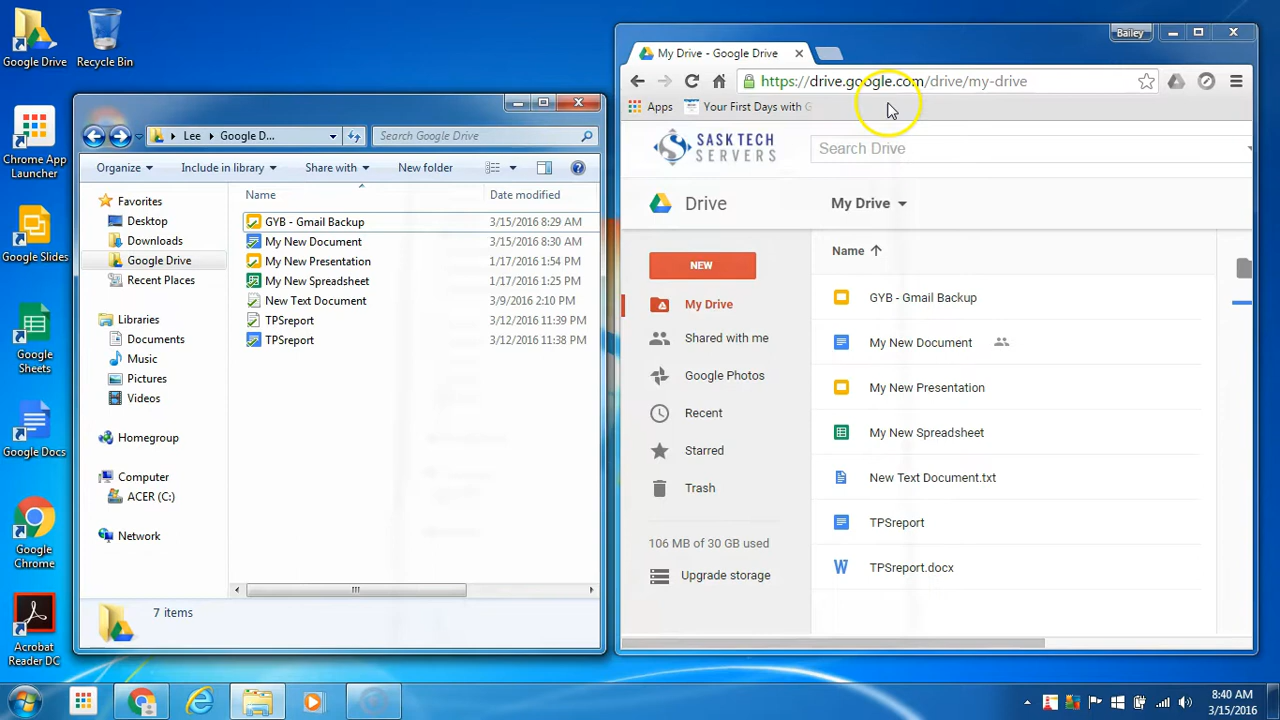 Google Drive
Recycle Bin
Chrome App
Launcher
Google Slides
Google
Sheets
Google
Docs
Google
Chrome
Acrobat
Reader DC
Lee
Google D...
Search Google Drive
Organize
Include in library
Share with
New folder
Name
Date modified
Favorites
Desktop
Downloads
Google Drive
Recent Places
Libraries
Documents
Music
Pictures
Videos
Homegroup
Computer
ACER (C:)
Network
GYB - Gmail Backup 3/15/2016 8:29 AM
My New Document 3/15/2016 8:30 AM
My New Presentation 1/17/2016 1:54 PM
My New Spreadsheet 1/17/2016 1:25 PM
New Text Document 3/9/2016 2:10 PM
TPSreport 3/12/2016 11:39 PM
TPSreport 3/12/2016 11:38 PM
7 items
Bailey
My Drive - Google Drive
https://drive.google.com/drive/my-drive
Apps
Your First Days with G
SASK TECH
SERVERS
Search Drive
Drive
My Drive
NEW
My Drive
Shared with me
Google Photos
Recent
Starred
Trash
106 MB of 30 GB used
Upgrade storage
Name
GYB - Gmail Backup
My New Document
My New Presentation
My New Spreadsheet
New Text Document.txt
TPSreport
W TPSreport.docx
8:40 AM
3/15/2016